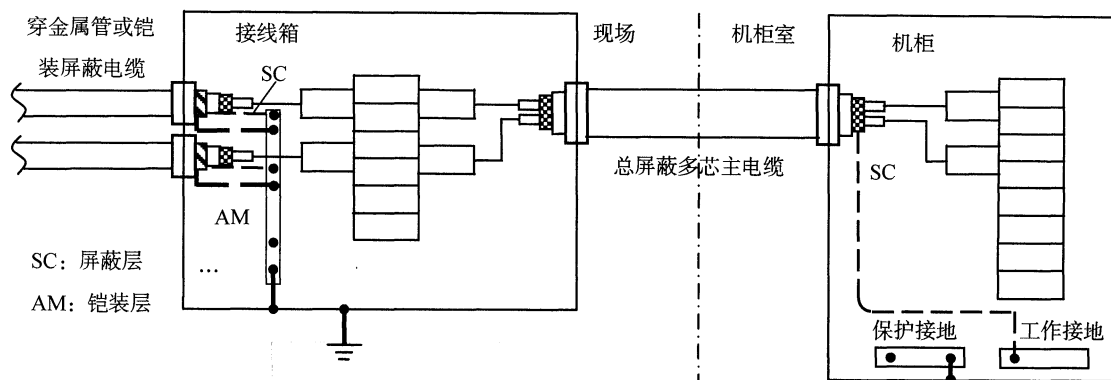 穿金属管或铠
装屏蔽电缆
接线箱
现场
机柜室
机柜
SC
总屏蔽多芯主电缆
SC
AM
SC：屏蔽层
...
AM：铠装层
保护接地
工作接地